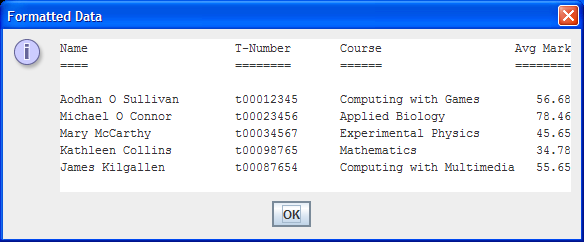 Formatted Data
Name T-Number Course Avg Mark
==== ======== ====== ========
Aodhan O Sullivan t00012345 Computing with Games 56.68
Michael O Connor t00023456 Applied Biology 78.46
Mary McCarthy t00034567 Experimental Physics 45.65
Kathleen Collins t00098765 Mathematics 34.78
James Kilgallen t00087654 Computing with Multimedia 55.65
OK